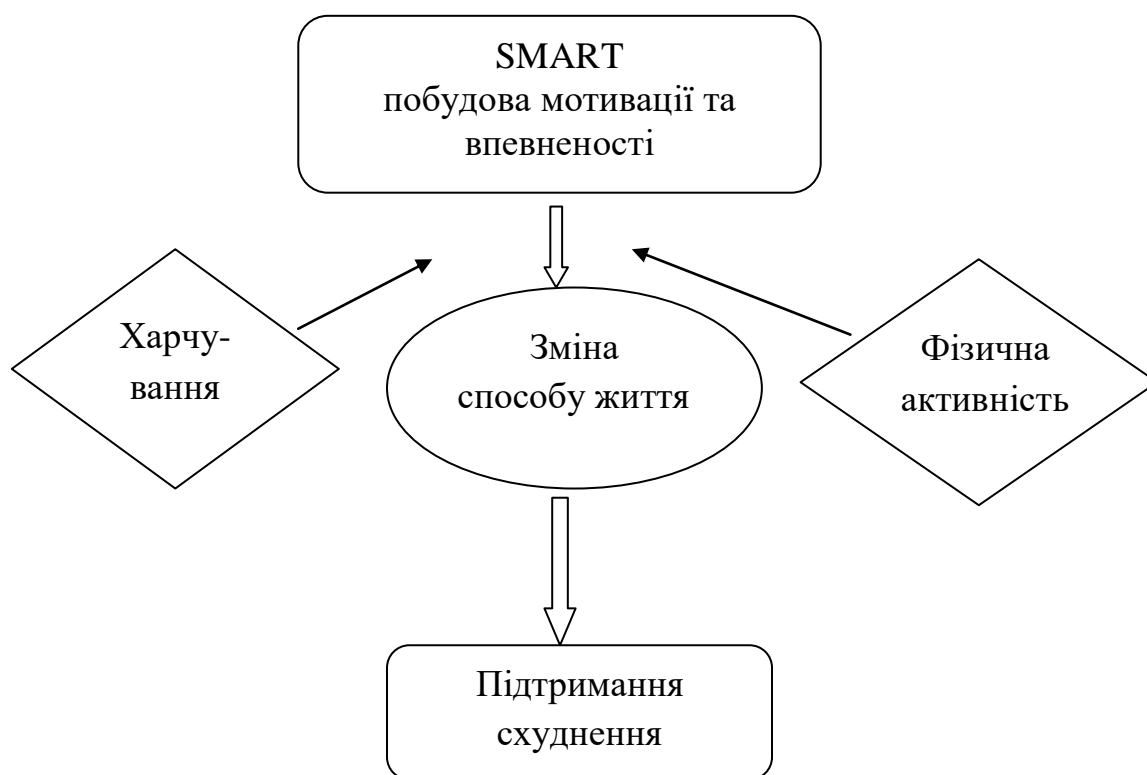 SMART
побудова мотивації та
впевненості
Харчу-
вання
Зміна
способу життя
Фізична
активність
Підтримання
схуднення